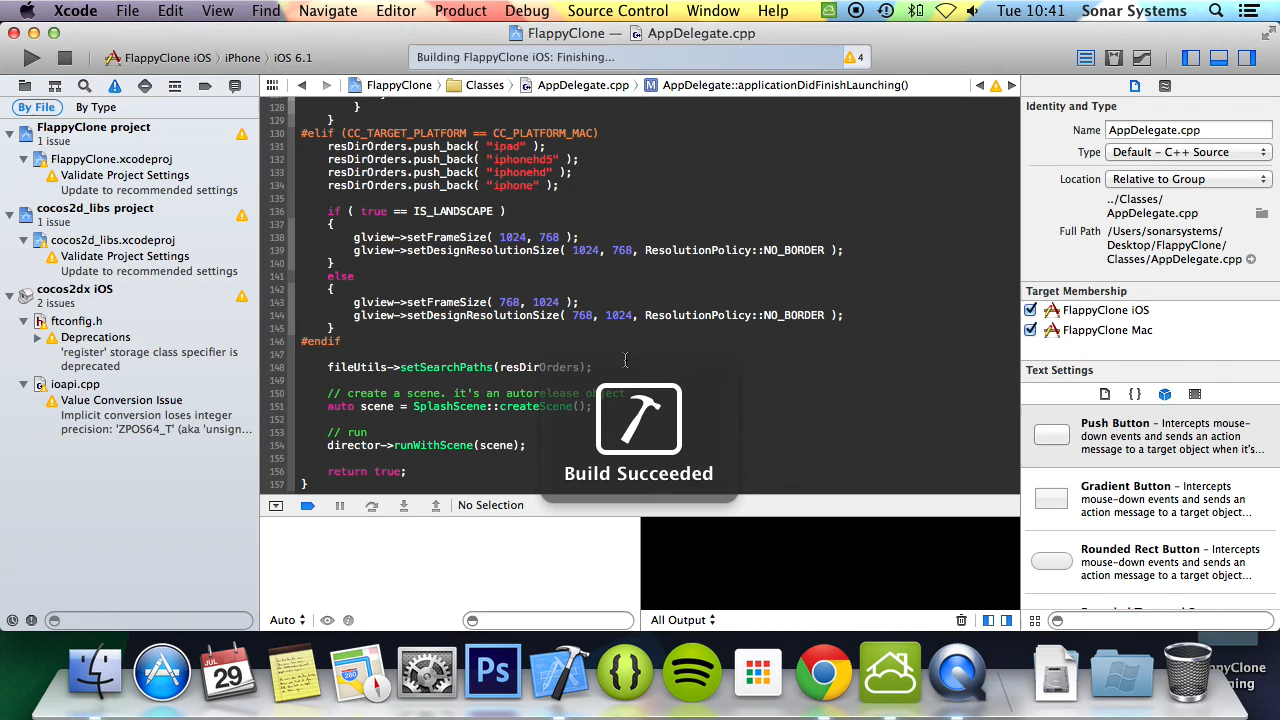 Xcode File Edit View Find Navigate Editor Product Debug Source Control Window Help Tue 10:41 Sonar Systems
FlappyClone — AppDelegate.cpp
FlappyClone iOS iPhone iOS 6.1
Building FlappyClone iOS: Finishing... 4
FlappyClone Classes AppDelegate.cpp M AppDelegate::applicationDidFinishLaunching()
By File By Type
FlappyClone project
1 issue
FlappyClone.xcodeproj
Validate Project Settings
Update to recommended settings
cocos2d_libs project
1 issue
cocos2d_libs.xcodeproj
Validate Project Settings
Update to recommended settings
cocos2dx iOS
2 issues
ftconfig.h
Deprecations
'register' storage class specifier is
deprecated
ioapi.cpp
Value Conversion Issue
Implicit conversion loses integer
precision: 'ZPOS64_T' (aka 'unsign...
128 }
129 }
130 #elif (CC_TARGET_PLATFORM == CC_PLATFORM_MAC)
131 resDirOrders.push_back( "ipad" );
132 resDirOrders.push_back( "iphonehd5" );
133 resDirOrders.push_back( "iphonehd" );
134 resDirOrders.push_back( "iphone" );
135
136 if ( true == IS_LANDSCAPE )
137 {
138 glview->setFrameSize( 1024, 768 );
139 glview->setDesignResolutionSize( 1024, 768, ResolutionPolicy::NO_BORDER );
140 }
141 else
142 {
143 glview->setFrameSize( 768, 1024 );
144 glview->setDesignResolutionSize( 768, 1024, ResolutionPolicy::NO_BORDER );
145 }
146 #endif
147
148 fileUtils->setSearchPaths(resDirOrders);
149
150 // create a scene. it's an autorelease object
151 auto scene = SplashScene::createScene();
152
153 // run
154 director->runWithScene(scene);
155
156 return true;
157 }
Build Succeeded
No Selection
Auto
All Output
Identity and Type
Name AppDelegate.cpp
Type Default - C++ Source
Location Relative to Group
../Classes/
AppDelegate.cpp
Full Path /Users/sonarsystems/
Desktop/FlappyClone/
Classes/AppDelegate.cpp
Target Membership
FlappyClone iOS
FlappyClone Mac
Text Settings
Push Button - Intercepts mouse-
down events and sends an action
message to a target object when it's...
Gradient Button - Intercepts
mouse-down events and sends an
action message to a target object...
Rounded Rect Button - Intercepts
mouse-down events and sends an
action message to a target object...
JUL
29
Ps